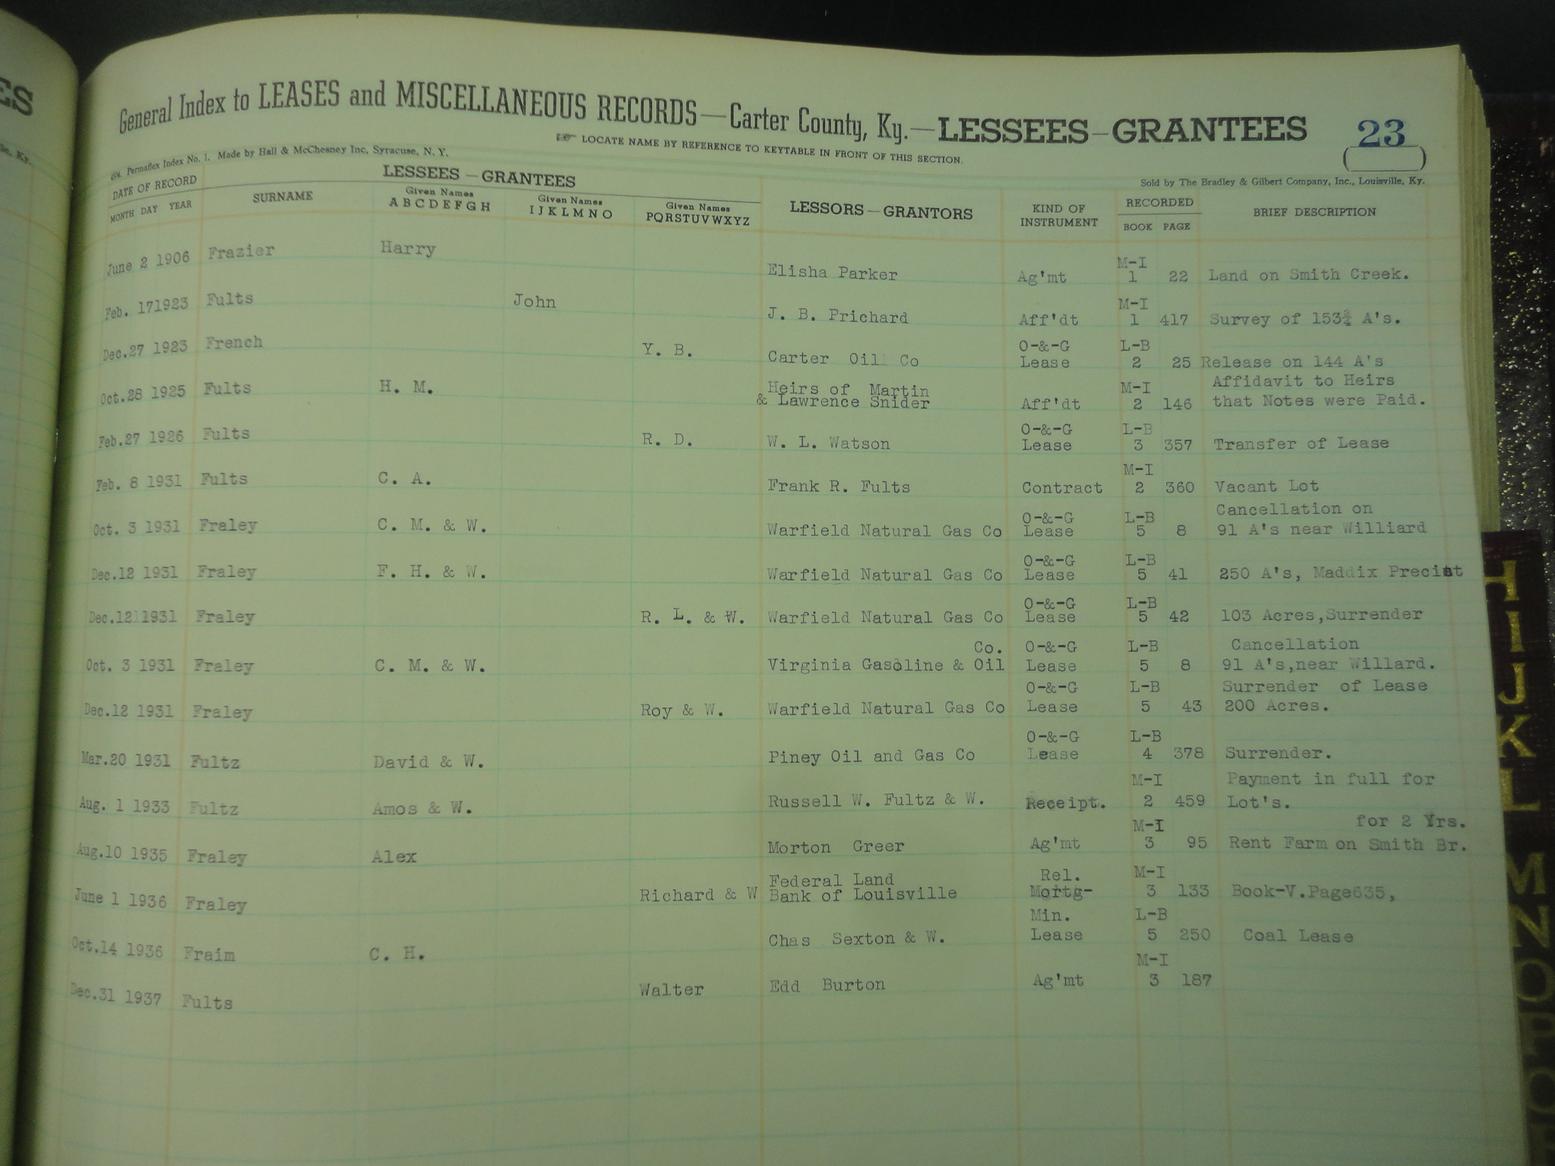 ES
General Index to LEASES and MISCELLANEOUS RECORDS—Carter County, Ky.—LESSEES-GRANTEES 23
LOCATE NAME BY REFERENCE TO KEYTABLE IN FRONT OF THIS SECTION.
Permaflex Index No. 1. Made by Hall & McChesney Inc, Syracuse, N. Y.
Sold by The Bradley & Gilbert Company, Inc., Louisville, Ky.
DATE OF RECORD LESSEES — GRANTEES LESSORS — GRANTORS KIND OF INSTRUMENT RECORDED BRIEF DESCRIPTION
MONTH DAY YEAR SURNAME Given Names A B C D E F G H Given Names I J K L M N O Given Names PQRSTUVWXYZ BOOK PAGE
June 2 1906 Frazier Harry Elisha Parker Ag'mt M-I 1 22 Land on Smith Creek.
Feb. 171923 Fults John J. B. Prichard Aff'dt M-I 1 417 Survey of 153¾ A's.
Dec.27 1923 French Y. B. Carter Oil Co O-&-G Lease L-B 2 25 Release on 144 A's
Oct.28 1925 Fults H. M. Heirs of Martin & Lawrence Snider Aff'dt M-I 2 146 Affidavit to Heirs that Notes were Paid.
Feb.27 1926 Fults R. D. W. L. Watson O-&-G Lease L-B 3 357 Transfer of Lease
Feb. 8 1931 Fults C. A. Frank R. Fults Contract M-I 2 360 Vacant Lot
Oct. 3 1931 Fraley C. M. & W. Warfield Natural Gas Co O-&-G Lease L-B 5 8 Cancellation on 91 A's near Williard
Dec.12 1931 Fraley F. H. & W. Warfield Natural Gas Co O-&-G Lease L-B 5 41 250 A's, Maddix
Dec.12 1931 Fraley R. L. & W. Warfield Natural Gas Co O-&-G Lease L-B 5 42 103 Acres,Surrender
Oct. 3 1931 Fraley C. M. & W. Virginia Gasoline & Oil Co. O-&-G Lease L-B 5 8 Cancellation 91 A's,near Willard.
Dec.12 1931 Fraley Roy & W. Warfield Natural Gas Co O-&-G Lease L-B 5 43 Surrender of Lease 200 Acres.
Mar.20 1931 Fultz David & W. Piney Oil and Gas Co O-&-G Lease L-B 4 378 Surrender.
Aug. 1 1933 Fultz Amos & W. Russell W. Fultz & W. Receipt. M-I 2 459 Payment in full for Lot's.
Aug.10 1935 Fraley Alex Morton Greer Ag'mt M-I 3 95 Rent Farm on Smith Br. for 2 Yrs.
June 1 1936 Fraley Richard & W Federal Land Bank of Louisville Rel. Mortg- M-I 3 133 Book-V.Page635,
Oct.14 1936 Fraim C. H. Chas Sexton & W. Min. Lease L-B 5 250 Coal Lease
Dec.31 1937 Fults Walter Edd Burton Ag'mt M-I 3 187
H
I
J
K
L
M
N
O